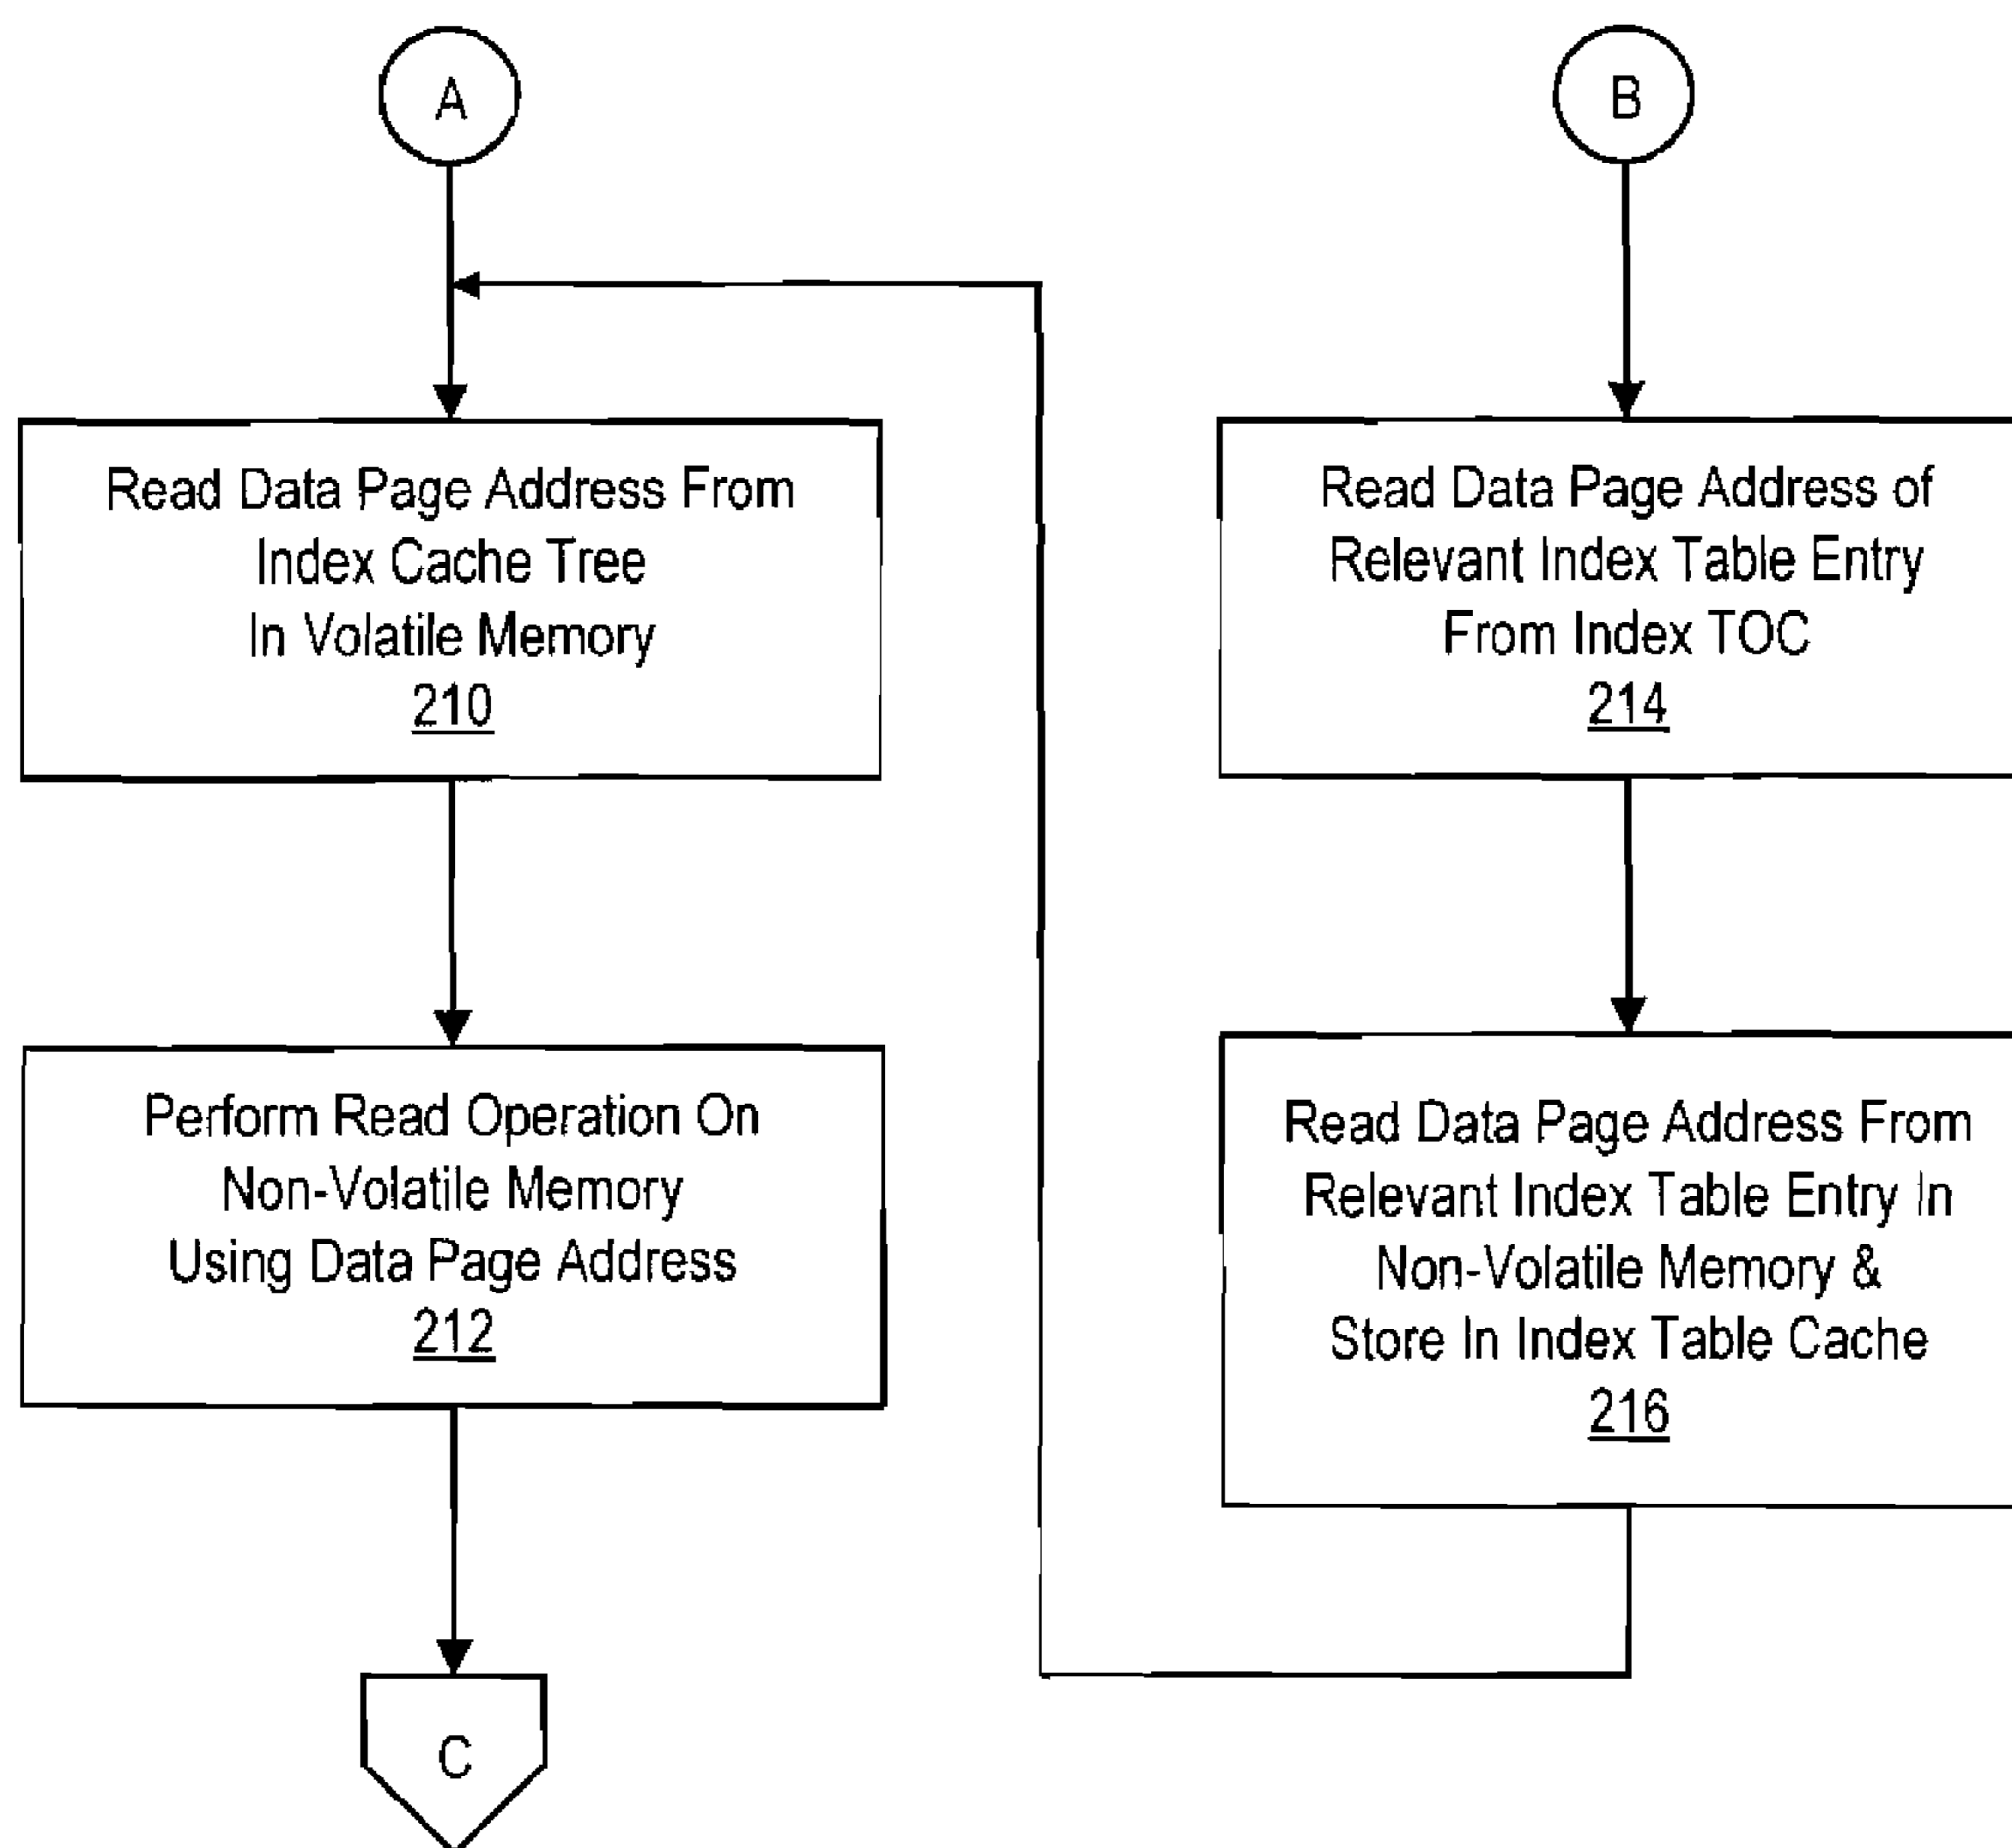 A
Read Data Page Address From
Index Cache Tree
In Volatile Memory
210
Perform Read Operation On
Non-Volatile Memory
Using Data Page Address
212
C
B
Read Data Page Address of
Relevant Index Table Entry
From Index TOC
214
Read Data Page Address From
Relevant Index Table Entry In
Non-Volatile Memory &
Store In Index Table Cache
216